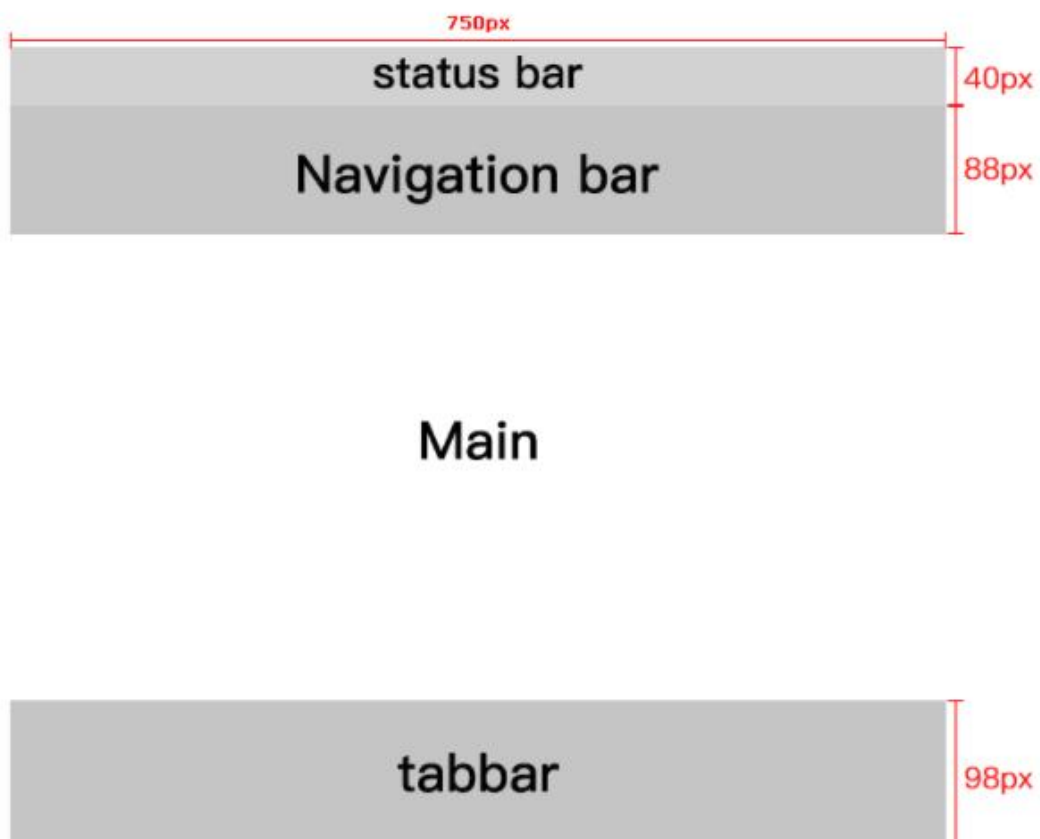 750px
status bar
40px
Navigation bar
88px
Main
tabbar
98px